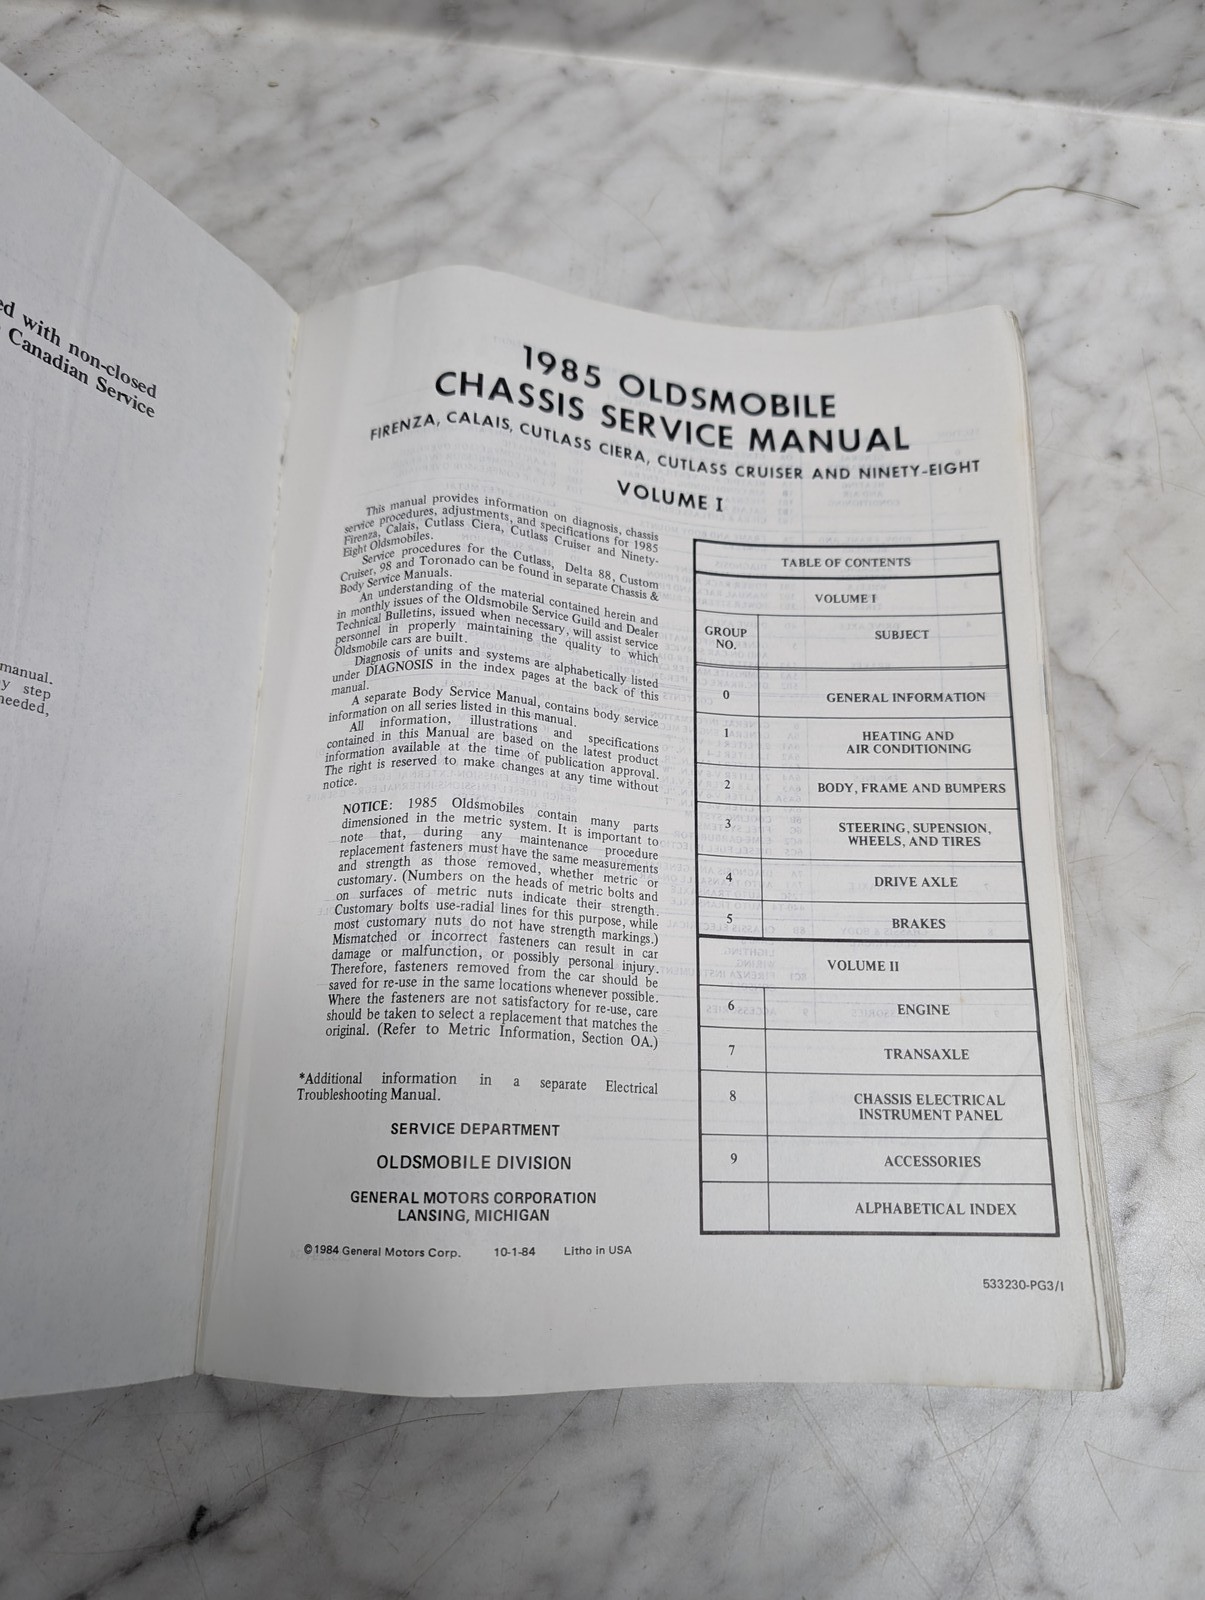 ed with non-closed
Canadian Service
manual.
y step
needed,
1985 OLDSMOBILE
CHASSIS SERVICE MANUAL
FIRENZA, CALAIS, CUTLASS CIERA, CUTLASS CRUISER AND NINETY-EIGHT
VOLUME I
This manual provides information on diagnosis, chassis
service procedures, adjustments, and specifications for 1985
Firenza, Calais, Cutlass Ciera, Cutlass Cruiser and Ninety-
Eight Oldsmobiles.
Service procedures for the Cutlass, Delta 88, Custom
Cruiser, 98 and Toronado can be found in separate Chassis &
Body Service Manuals.
An understanding of the material contained herein and
in monthly issues of the Oldsmobile Service Guild and Dealer
Technical Bulletins, issued when necessary, will assist service
personnel in properly maintaining the quality to which
Oldsmobile cars are built.
Diagnosis of units and systems are alphabetically listed
under DIAGNOSIS in the index pages at the back of this
manual.
A separate Body Service Manual, contains body service
information on all series listed in this manual.
All information, illustrations and specifications
contained in this Manual are based on the latest product
information available at the time of publication approval.
The right is reserved to make changes at any time without
notice.
NOTICE: 1985 Oldsmobiles contain many parts
dimensioned in the metric system. It is important to
note that, during any maintenance procedure
replacement fasteners must have the same measurements
and strength as those removed, whether metric or
customary. (Numbers on the heads of metric bolts and
on surfaces of metric nuts indicate their strength.
Customary bolts use-radial lines for this purpose, while
most customary nuts do not have strength markings.)
Mismatched or incorrect fasteners can result in car
damage or malfunction, or possibly personal injury.
Therefore, fasteners removed from the car should be
saved for re-use in the same locations whenever possible.
Where the fasteners are not satisfactory for re-use, care
should be taken to select a replacement that matches the
original. (Refer to Metric Information, Section OA.)
*Additional information in a separate Electrical
Troubleshooting Manual.
SERVICE DEPARTMENT
OLDSMOBILE DIVISION
GENERAL MOTORS CORPORATION
LANSING, MICHIGAN
©1984 General Motors Corp. 10-1-84 Litho in USA
TABLE OF CONTENTS
VOLUME I
GROUP NO. SUBJECT
0 GENERAL INFORMATION
1 HEATING AND
AIR CONDITIONING
2 BODY, FRAME AND BUMPERS
3 STEERING, SUPENSION,
WHEELS, AND TIRES
4 DRIVE AXLE
5 BRAKES
VOLUME II
6 ENGINE
7 TRANSAXLE
8 CHASSIS ELECTRICAL
INSTRUMENT PANEL
9 ACCESSORIES
ALPHABETICAL INDEX
533230-PG3/I